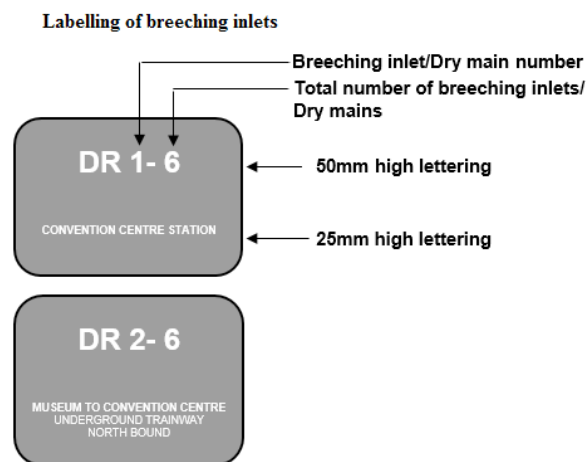 Labelling of breeching inlets
Breeching inlet/Dry main number
Total number of breeching inlets/
Dry mains
DR 1- 6
50mm high lettering
CONVENTION CENTRE STATION
25mm high lettering
DR 2- 6
MUSEUM TO CONVENTION CENTRE
UNDERGROUND TRAINWAY
NORTH BOUND